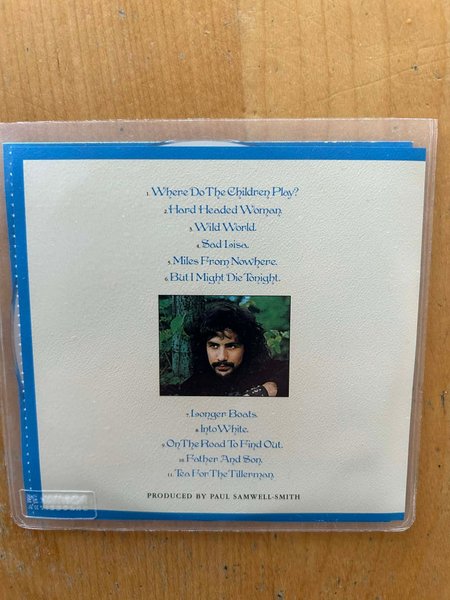 1. Where Do The Children Play?
2. Hard Headed Woman.
3. Wild World.
4. Sad Lisa.
5. Miles From Nowhere.
6. But I Might Die Tonight.
7. Longer Boats.
8. Into White.
9. On The Road To Find Out.
10. Father And Son.
11. Tea For The Tillerman.
PRODUCED BY PAUL SAMWELL-SMITH